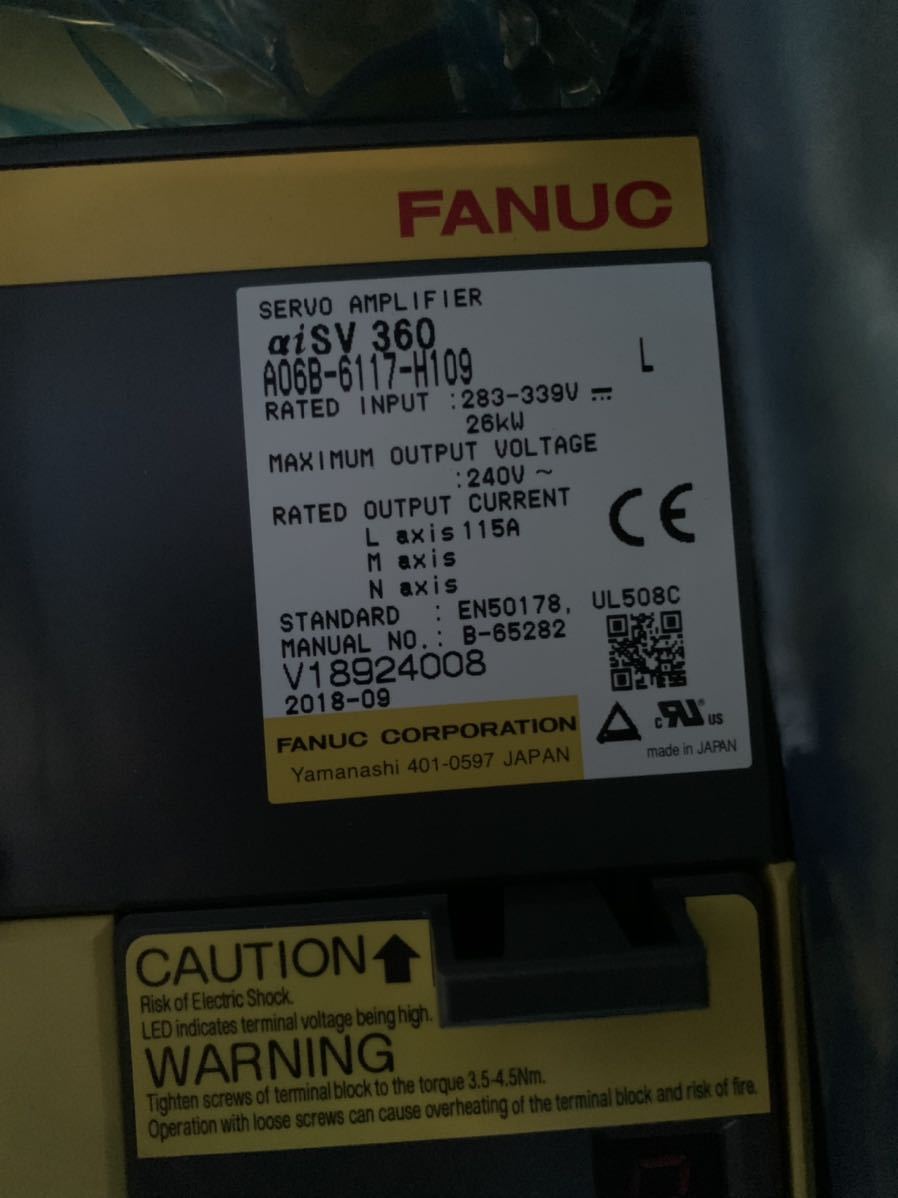 FANUC
SERVO AMPLIFIER
αiSV 360
A06B-6117-H109
L
RATED INPUT :283-339V ⎓
26kW
MAXIMUM OUTPUT VOLTAGE
:240V ~
RATED OUTPUT CURRENT
L axis 115A
M axis
N axis
CE
STANDARD : EN50178, UL508C
MANUAL NO.: B-65282
V18924008
2018-09
FANUC CORPORATION
Yamanashi 401-0597 JAPAN
c RU US
made in JAPAN
CAUTION
Risk of Electric Shock.
LED indicates terminal voltage being high.
WARNING
Tighten screws of terminal block to the torque 3.5-4.5Nm.
Operation with loose screws can cause overheating of the terminal block and risk of fire.